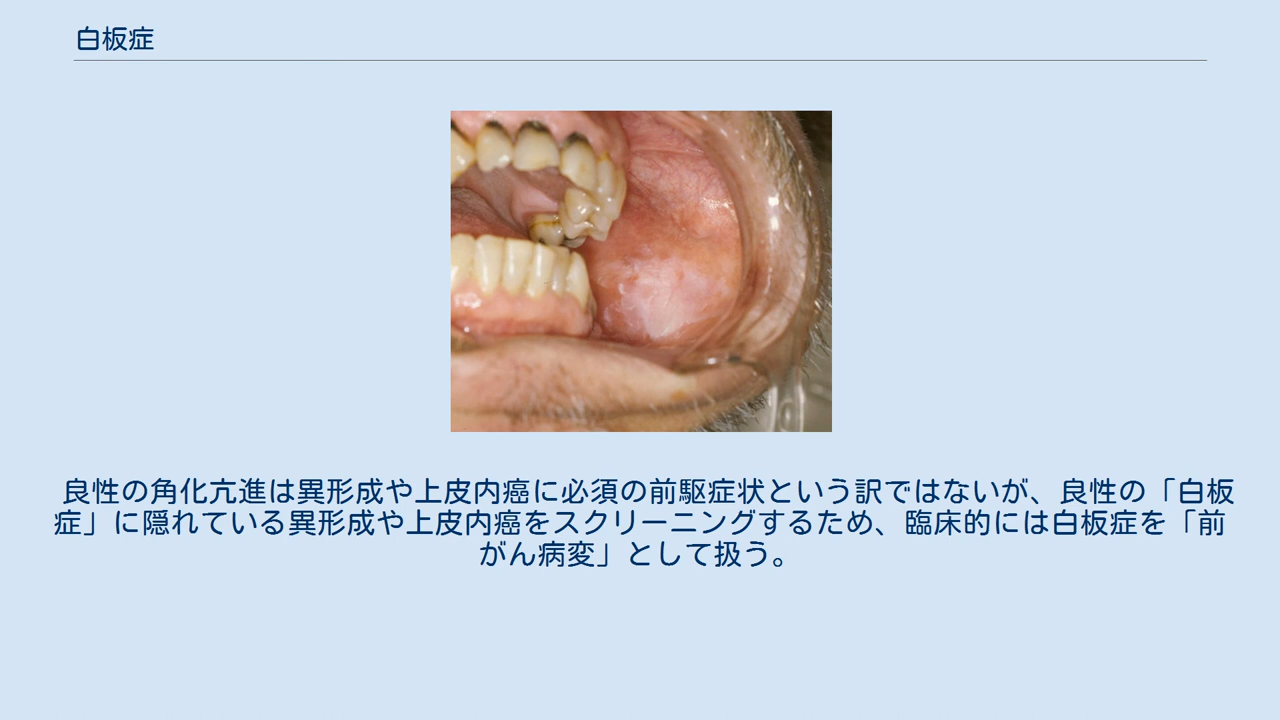 白板症
良性の角化亢進は異形成や上皮内癌に必須の前駆症状という訳ではないが、良性の「白板
症」に隠れている異形成や上皮内癌をスクリーニングするため、臨床的には白板症を「前
がん病変」として扱う。